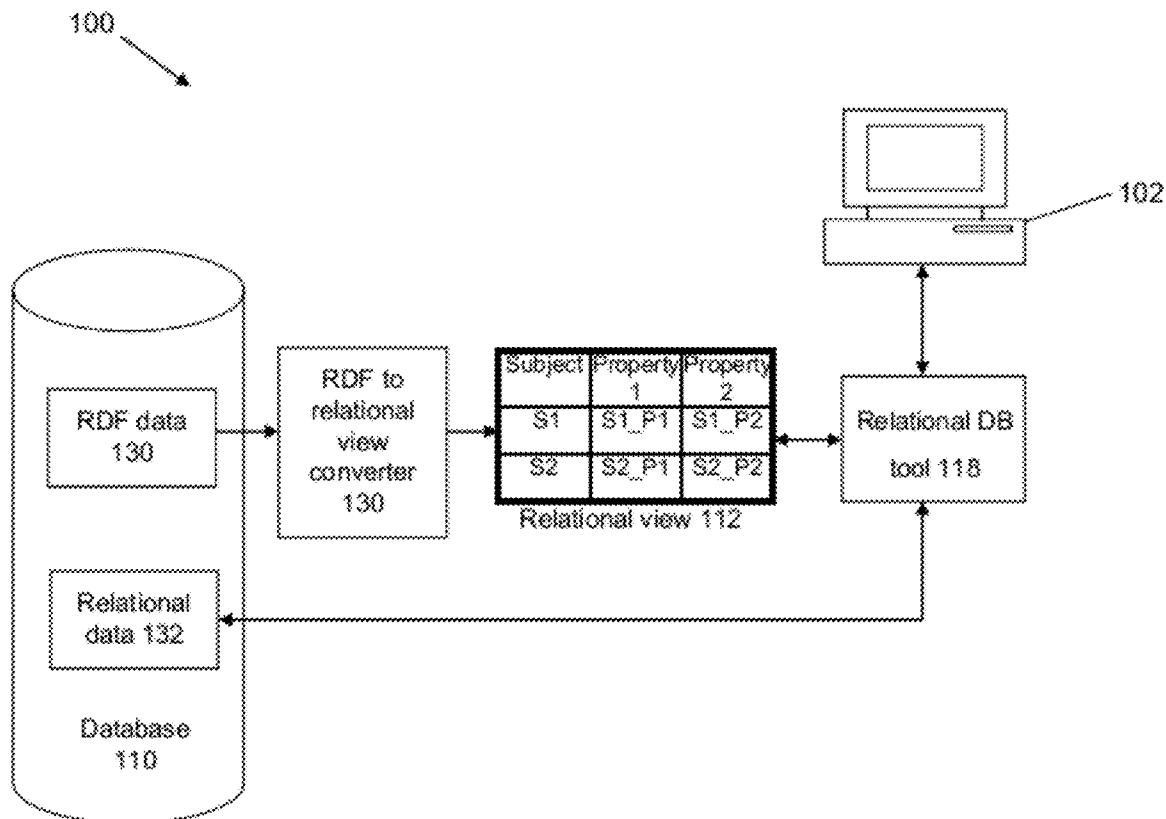 100
102
RDF data
130
RDF to
relational
view
converter
130
Subject Property Property
1 2
S1 S1_P1 S1_P2
S2 S2_P1 S2_P2
Relational view 112
Relational DB
tool 118
Relational
data 132
Database
110